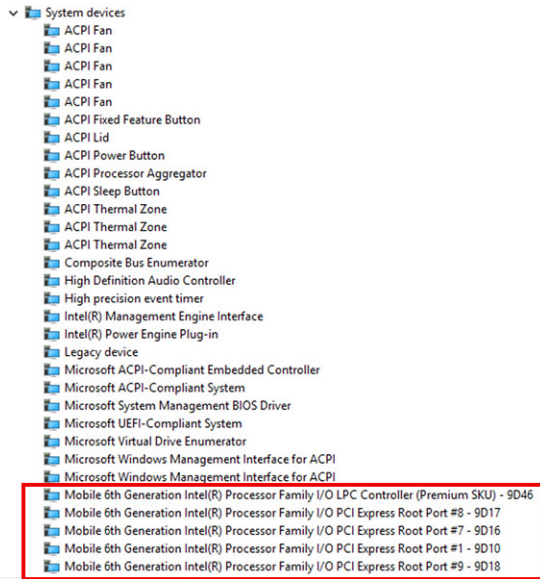 System devices
ACPI Fan
ACPI Fan
ACPI Fan
ACPI Fan
ACPI Fan
ACPI Fixed Feature Button
ACPI Lid
ACPI Power Button
ACPI Processor Aggregator
ACPI Sleep Button
ACPI Thermal Zone
ACPI Thermal Zone
ACPI Thermal Zone
Composite Bus Enumerator
High Definition Audio Controller
High precision event timer
Intel(R) Management Engine Interface
Intel(R) Power Engine Plug-in
Legacy device
Microsoft ACPI-Compliant Embedded Controller
Microsoft ACPI-Compliant System
Microsoft System Management BIOS Driver
Microsoft UEFI-Compliant System
Microsoft Virtual Drive Enumerator
Microsoft Windows Management Interface for ACPI
Microsoft Windows Management Interface for ACPI
Mobile 6th Generation Intel(R) Processor Family I/O LPC Controller (Premium SKU) - 9D46
Mobile 6th Generation Intel(R) Processor Family I/O PCI Express Root Port #8 - 9D17
Mobile 6th Generation Intel(R) Processor Family I/O PCI Express Root Port #7 - 9D16
Mobile 6th Generation Intel(R) Processor Family I/O PCI Express Root Port #1 - 9D10
Mobile 6th Generation Intel(R) Processor Family I/O PCI Express Root Port #9 - 9D18